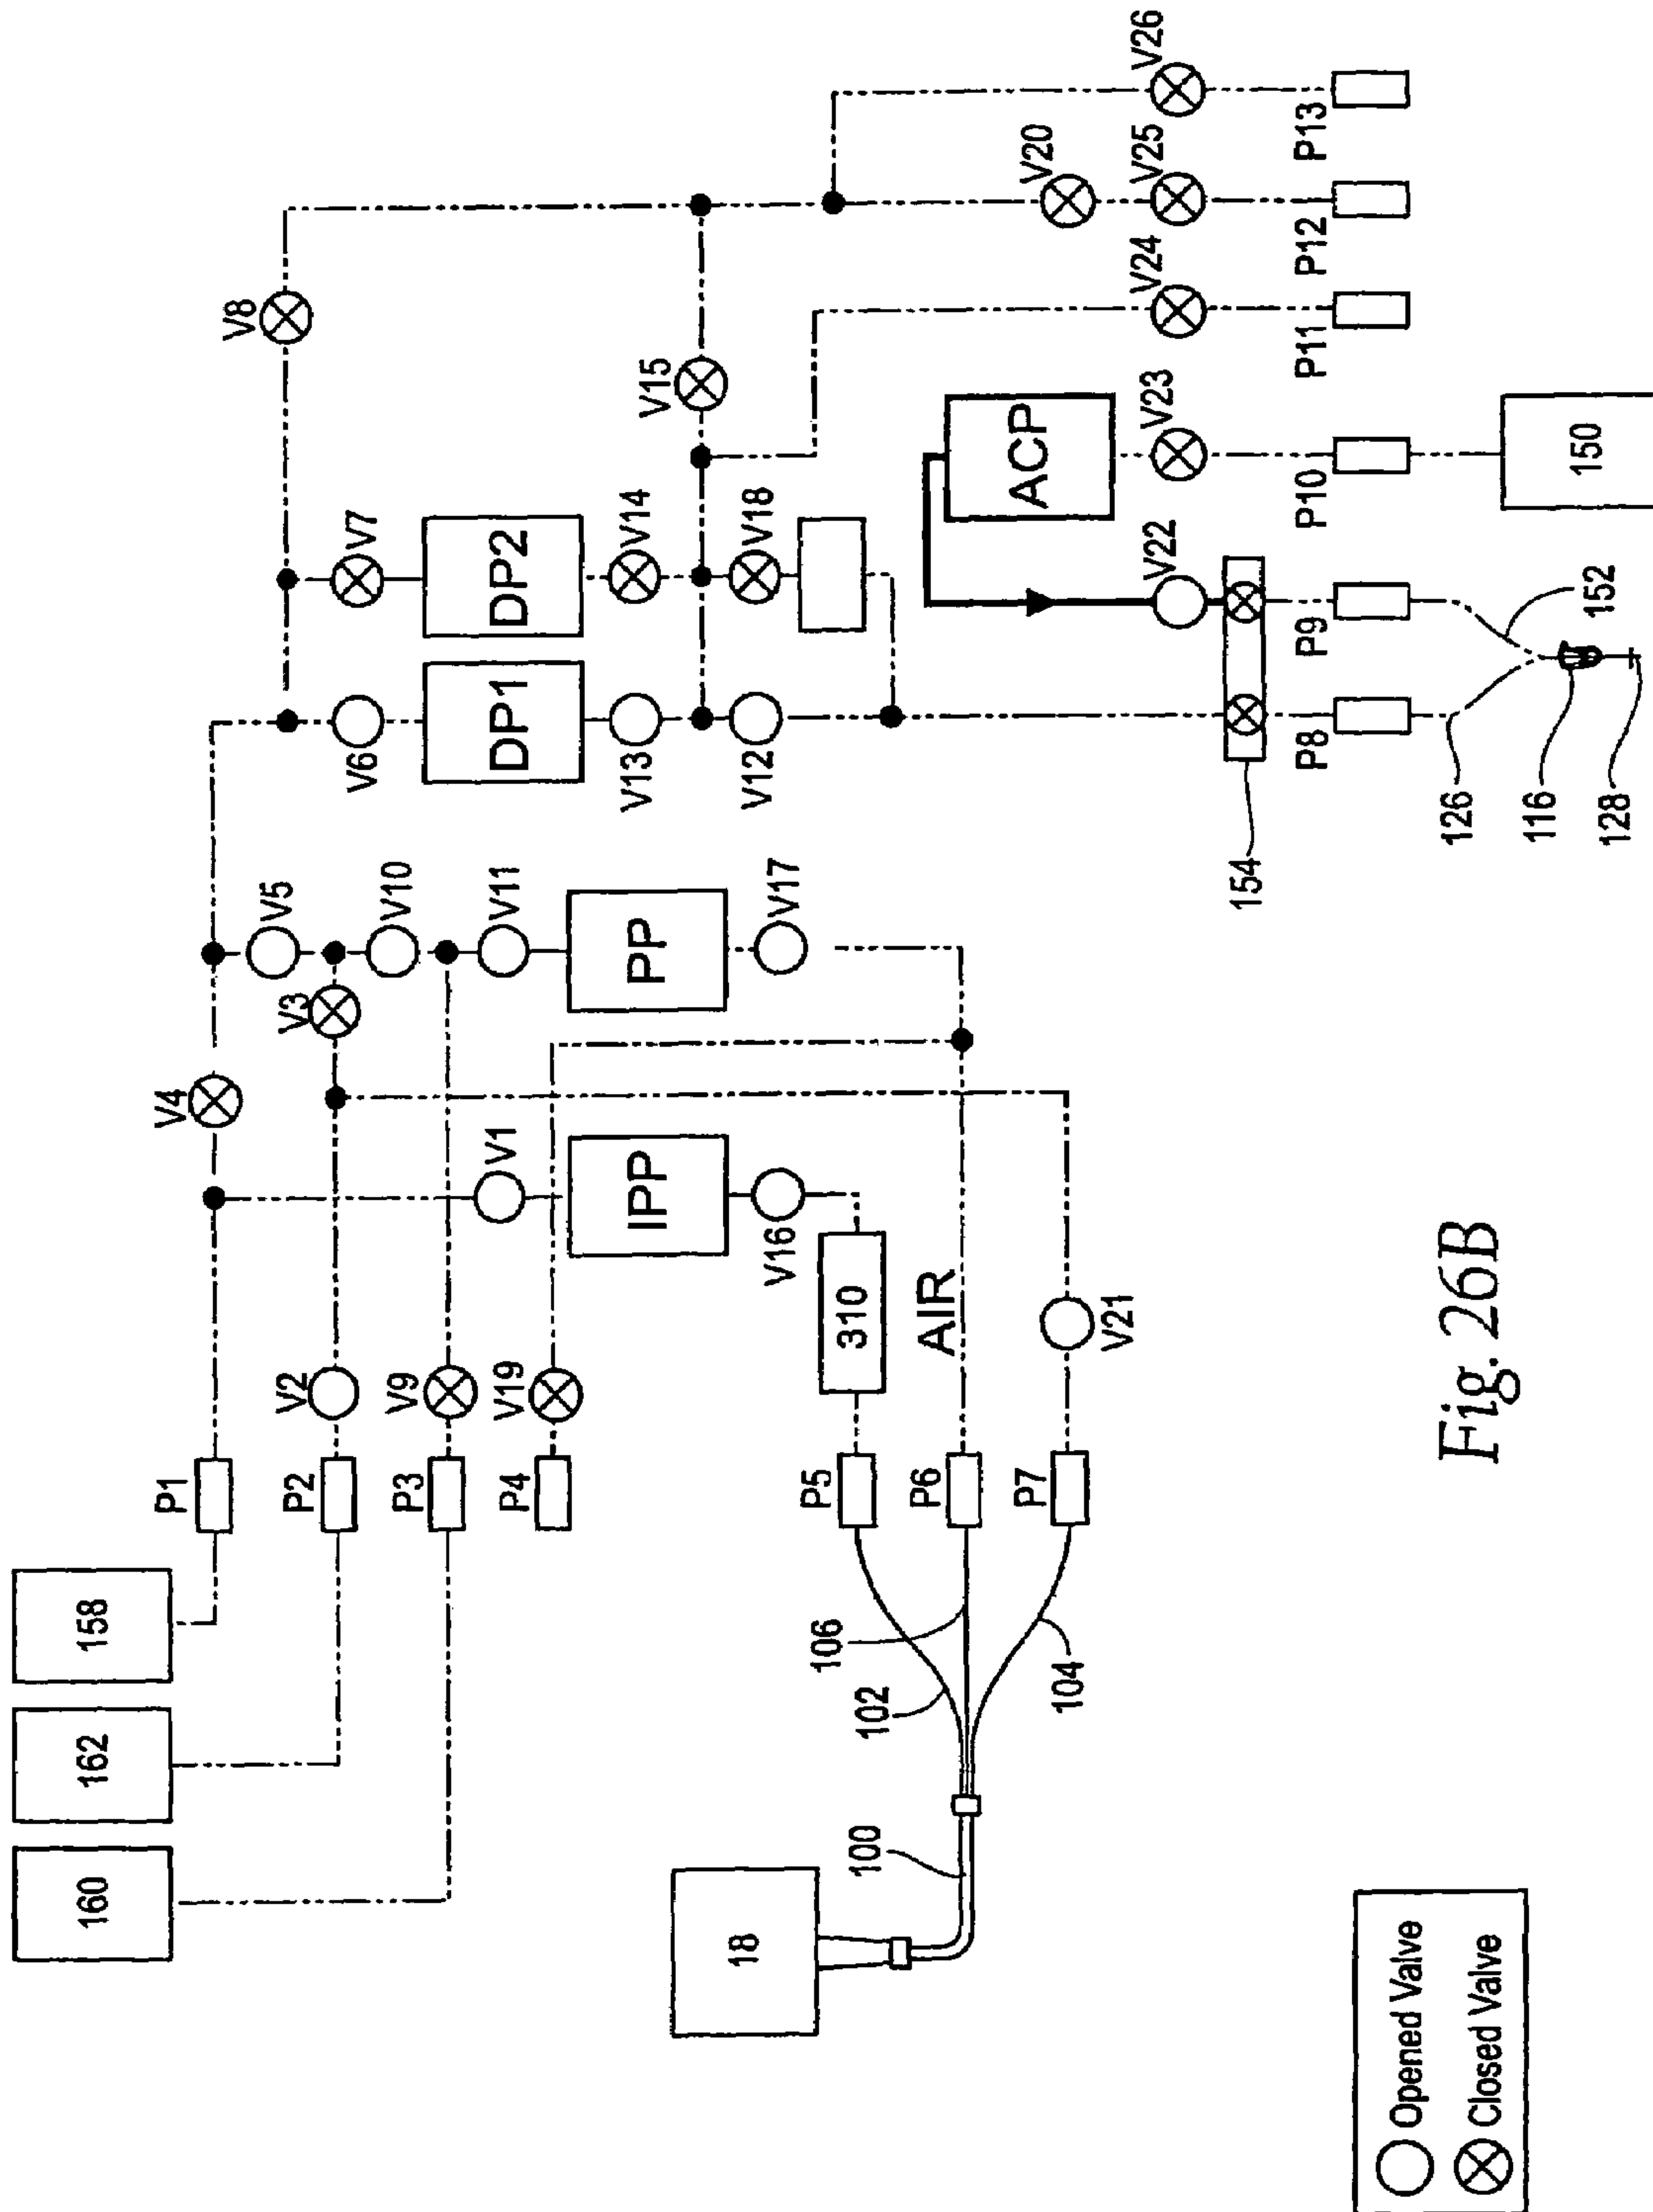 158
162
160
P1
P2
P3
P4
V2
V9
V19
V4
V3
V5
V10
V11
PP
V17
V1
IPP
V16
310
AIR
V21
P5
P6
P7
102
106
104
100
18
V8
V7
V6
DP2
DP1
V14
V13
V15
V18
V12
ACP
V20
V26
V25
V24
V23
V22
154
P8
P9
P10
P11
P12
P13
150
152
126
116
128
Opened Valve
Closed Valve
Fig. 26B